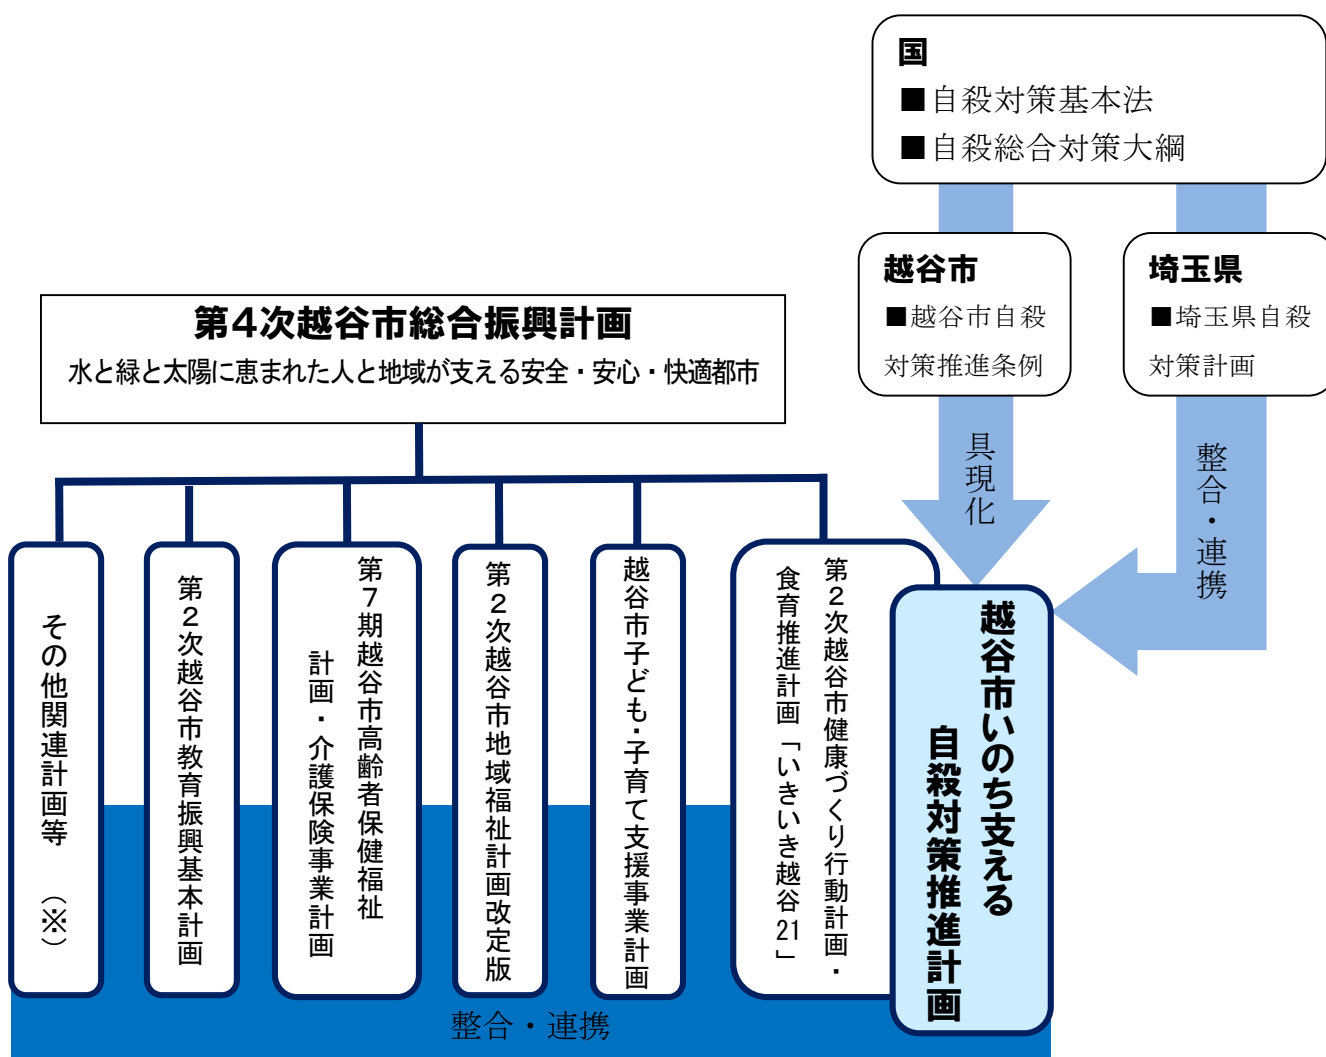 国
■自殺対策基本法
■自殺総合対策大綱
越谷市
■越谷市自殺
対策推進条例
埼玉県
■埼玉県自殺
対策計画
第4次越谷市総合振興計画
水と緑と太陽に恵まれた人と地域が支える安全・安心・快適都市
具現化
整合・連携
越谷市いのち支える
自殺対策推進計画
第2次越谷市健康づくり行動計画・
食育推進計画「いきいき越谷21」
越谷市子ども・子育て支援事業計画
第2次越谷市地域福祉計画改定版
第7期越谷市高齢者保健福祉
計画・介護保険事業計画
第2次越谷市教育振興基本計画
その他関連計画等（※）
整合・連携